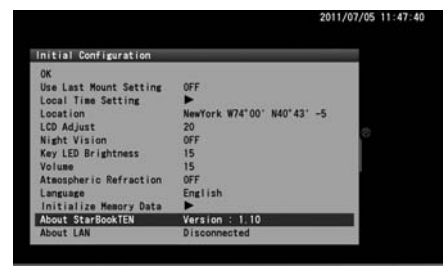 2011/07/05 11:47:40
Initial Configuration
OK
Use Last Mount Setting OFF
Local Time Setting ▶
Location NewYork W74°00' N40°43' -5
LCD Adjust 20
Night Vision OFF
Key LED Brightness 15
Volume 15
Atmospheric Refraction OFF
Language English
Initialize Memory Data ▶
About StarBookTEN Version : 1.10
About LAN Disconnected
®